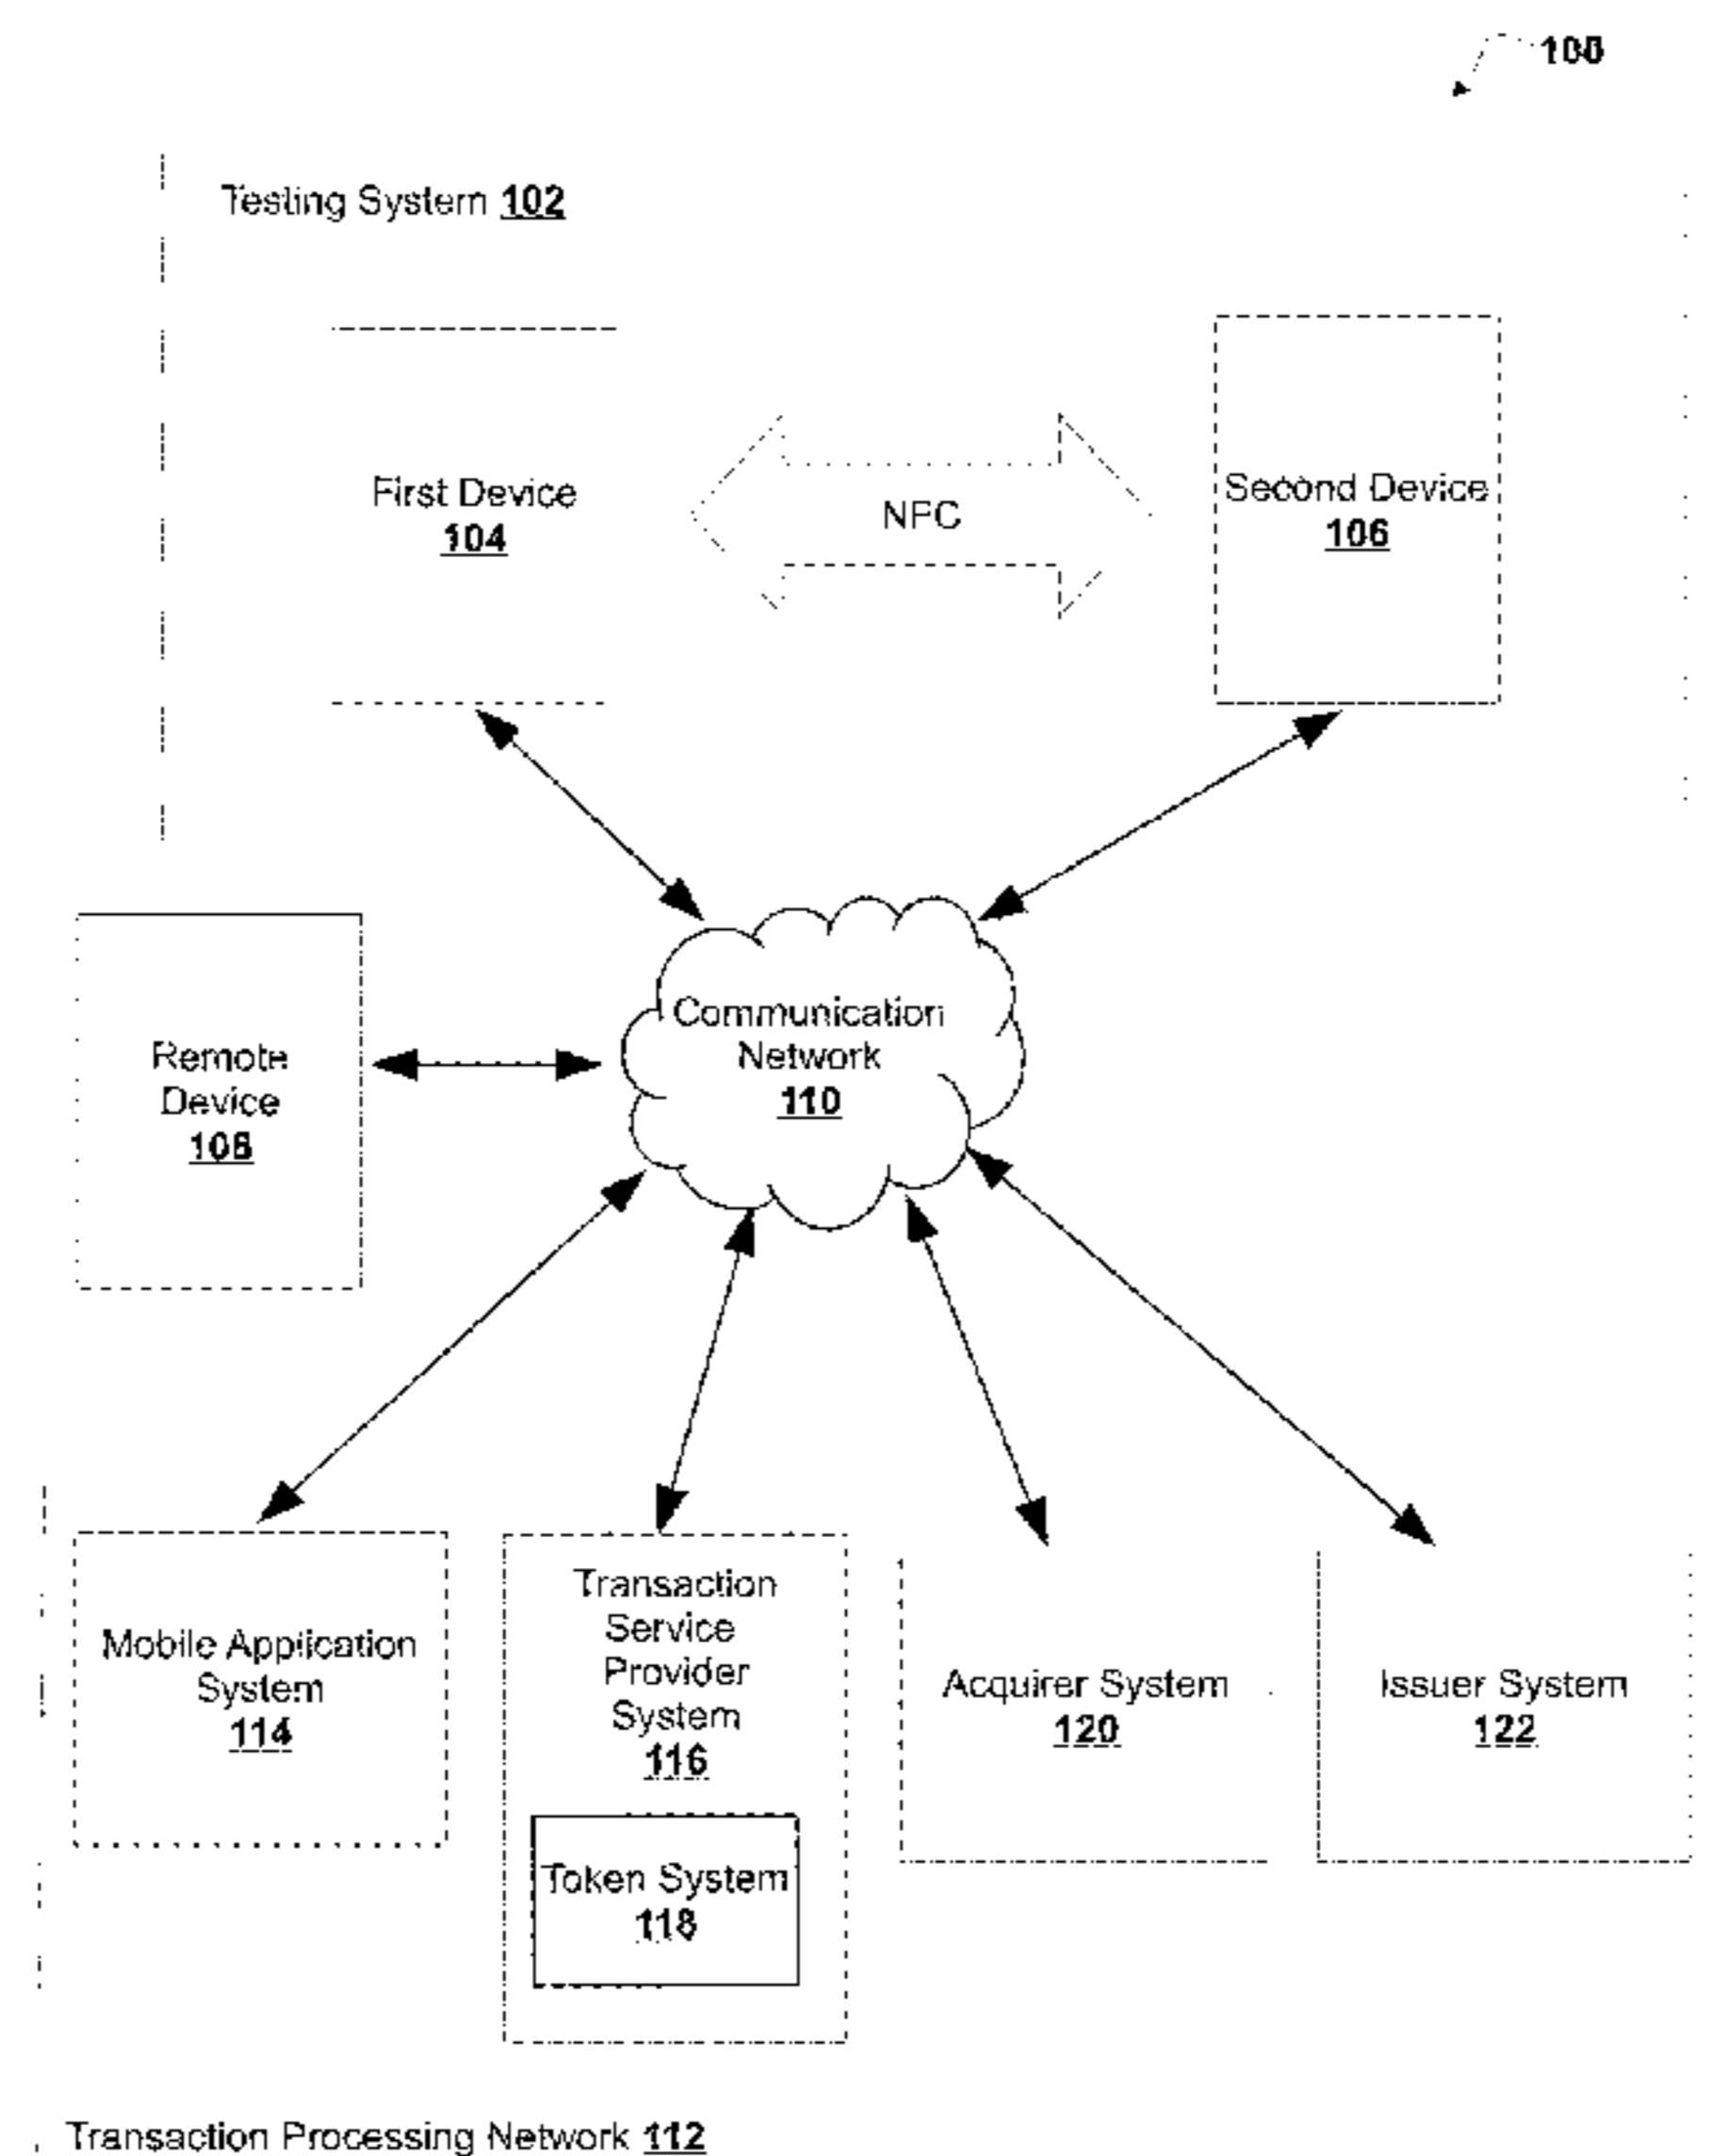 100
Testing System 102
First Device
104
NFC
Second Device
106
Communication
Network
110
Remote
Device
108
Mobile Application
System
114
Transaction
Service
Provider
System
116
Token System
118
Acquirer System
120
Issuer System
122
Transaction Processing Network 112